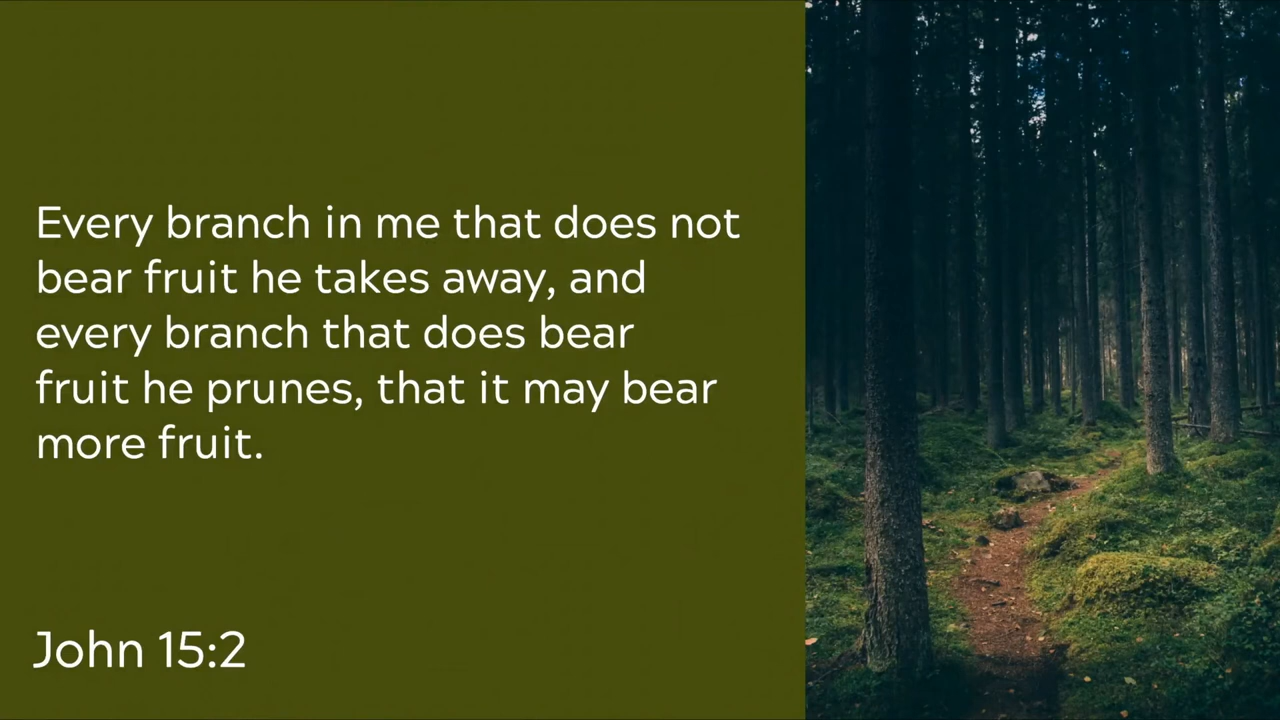 Every branch in me that does not
bear fruit he takes away, and
every branch that does bear
fruit he prunes, that it may bear
more fruit.
John 15:2